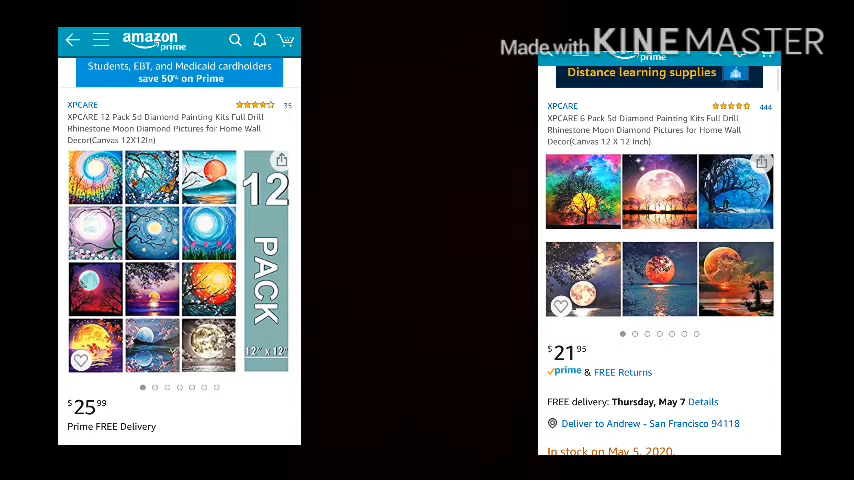 amazon
prime
Students, EBT, and Medicaid cardholders
save 50% on Prime
XPCARE
35
XPCARE 12 Pack 5d Diamond Painting Kits Full Drill
Rhinestone Moon Diamond Pictures for Home Wall
Decor(Canvas 12X12In)
12
PACK
12" x 12"
$25.99
Prime FREE Delivery
Made with KINEMASTER
prime
Distance learning supplies
XPCARE
444
XPCARE 6 Pack 5d Diamond Painting Kits Full Drill
Rhinestone Moon Diamond Pictures for Home Wall
Decor(Canvas 12 X 12 Inch)
$21.95
prime & FREE Returns
FREE delivery: Thursday, May 7 Details
Deliver to Andrew - San Francisco 94118
In stock on May 5, 2020.